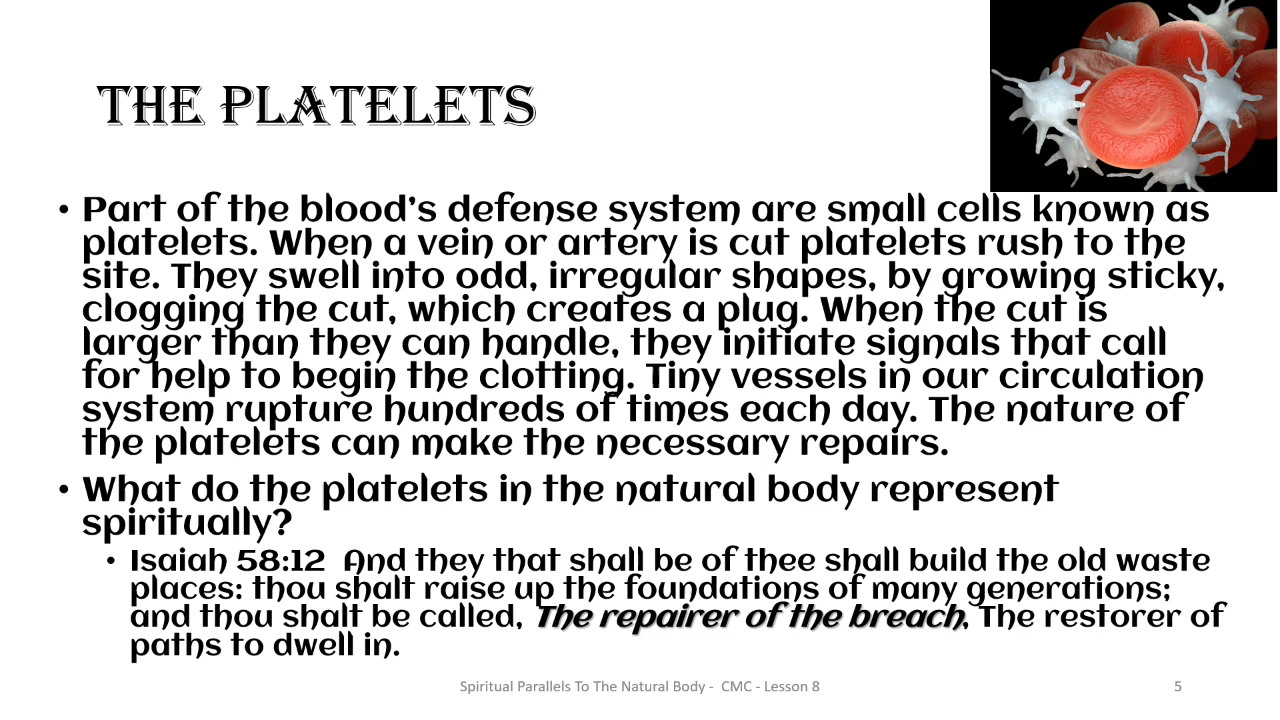 THE PLATELETS
• Part of the blood's defense system are small cells known as
platelets. When a vein or artery is cut platelets rush to the
site. They swell into odd, irregular shapes, by growing sticky,
clogging the cut, which creates a plug. When the cut is
larger than they can handle, they initiate signals that call
for help to begin the clotting. Tiny vessels in our circulation
system rupture hundreds of times each day. The nature of
the platelets can make the necessary repairs.
• What do the platelets in the natural body represent
spiritually?
• Isaiah 58:12  And they that shall be of thee shall build the old waste
places: thou shalt raise up the foundations of many generations;
and thou shalt be called, The repairer of the breach, The restorer of
paths to dwell in.
Spiritual Parallels To The Natural Body -  CMC - Lesson 8
5